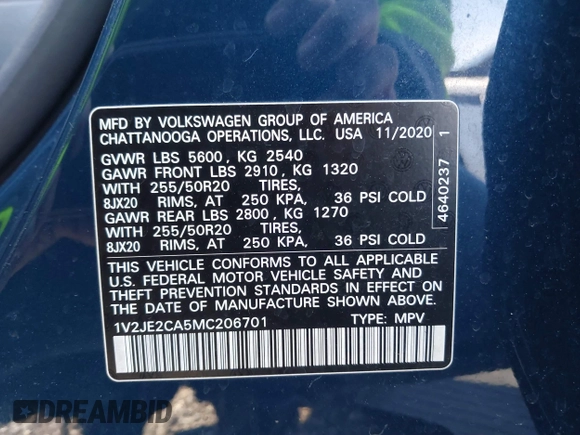 MFD BY VOLKSWAGEN GROUP OF AMERICA
CHATTANOOGA OPERATIONS, LLC. USA 11/2020
GVWR LBS 5600, KG 2540
GAWR FRONT LBS 2910, KG 1320
WITH 255/50R20 TIRES,
8JX20 RIMS, AT 250 KPA, 36 PSI COLD
GAWR REAR LBS 2800, KG 1270
WITH 255/50R20 TIRES,
8JX20 RIMS, AT 250 KPA, 36 PSI COLD
THIS VEHICLE CONFORMS TO ALL APPLICABLE
U.S. FEDERAL MOTOR VEHICLE SAFETY AND
THEFT PREVENTION STANDARDS IN EFFECT ON
THE DATE OF MANUFACTURE SHOWN ABOVE.
1V2JE2CA5MC206701 TYPE: MPV
4640237 1
DREAMBID